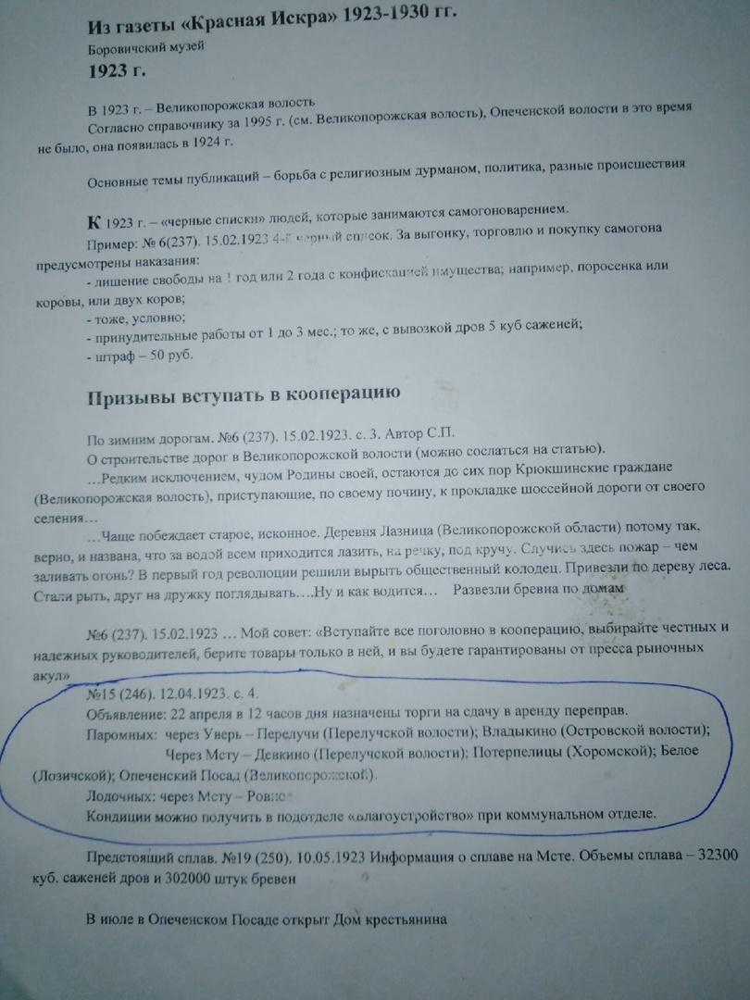 Из газеты «Красная Искра» 1923-1930 гг.
Боровичский музей
1923 г.
В 1923 г. – Великопорожская волость
Согласно справочнику за 1995 г. (см. Великопорожская волость), Опеченской волости в это время
не было, она появилась в 1924 г.
Основные темы публикаций – борьба с религиозным дурманом, политика, разные происшествия
К 1923 г. – «черные списки» людей, которые занимаются самогоноварением.
Пример: № 6(237). 15.02.1923 4-й черный список. За выгонку, торговлю и покупку самогона
предусмотрены наказания:
- лишение свободы на 1 год или 2 года с конфискацией имущества; например, поросенка или
коровы, или двух коров;
- тоже, условно;
- принудительные работы от 1 до 3 мес.; то же, с вывозкой дров 5 куб саженей;
- штраф – 50 руб.
Призывы вступать в кооперацию
По зимним дорогам. №6 (237). 15.02.1923. с. 3. Автор С.П.
О строительстве дорог в Великопорожской волости (можно сослаться на статью).
…Редким исключением, чудом Родины своей, остаются до сих пор Крюкшинские граждане
(Великопорожская волость), приступающие, по своему почину, к прокладке шоссейной дороги от своего
селения…
…Чаще побеждает старое, исконное. Деревня Лазница (Великопорожской области) потому так,
верно, и названа, что за водой всем приходится лазить, на речку, под кручу. Случись здесь пожар – чем
заливать огонь? В первый год революции решили вырыть общественный колодец. Привезли по дереву леса.
Стали рыть, друг на дружку поглядывать….Ну и как водится… Развезли бревна по домам
№6 (237). 15.02.1923 … Мой совет: «Вступайте все поголовно в кооперацию, выбирайте честных и
надежных руководителей, берите товары только в ней, и вы будете гарантированы от пресса рыночных
акул»
№15 (246). 12.04.1923. с. 4.
Объявление: 22 апреля в 12 часов дня назначены торги на сдачу в аренду переправ.
Паромных: через Уверь – Перелучи (Перелучской волости); Владыкино (Островской волости);
Через Мсту – Девкино (Перелучской волости); Потерпелицы (Хоромской); Белое
(Лозичской); Опеченский Посад (Великопорожской).
Лодочных: через Мсту – Ровно
Кондиции можно получить в подотделе «благоустройство» при коммунальном отделе.
Предстоящий сплав. №19 (250). 10.05.1923 Информация о сплаве на Мсте. Объемы сплава – 32300
куб. саженей дров и 302000 штук бревен
В июле в Опеченском Посаде открыт Дом крестьянина